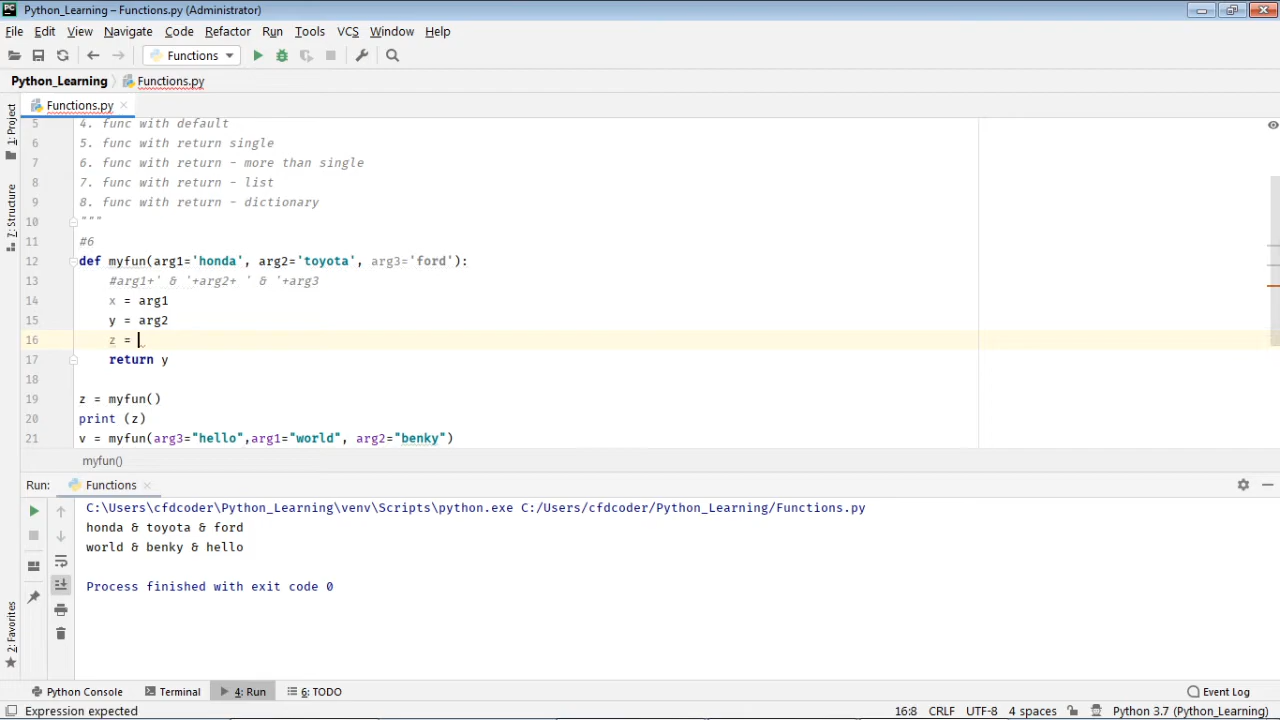 Python_Learning – Functions.py (Administrator)
File Edit View Navigate Code Refactor Run Tools VCS Window Help
Functions
Python_Learning Functions.py
Functions.py
1: Project
7: Structure
2: Favorites
5 4. func with default
6 5. func with return single
7 6. func with return - more than single
8 7. func with return - list
9 8. func with return - dictionary
10 """
11 #6
12 def myfun(arg1='honda', arg2='toyota', arg3='ford'):
13 #arg1+' & '+arg2+ ' & '+arg3
14 x = arg1
15 y = arg2
16 z =
17 return y
18
19 z = myfun()
20 print (z)
21 v = myfun(arg3="hello",arg1="world", arg2="benky")
myfun()
Run: Functions
C:\Users\cfdcoder\Python_Learning\venv\Scripts\python.exe C:/Users/cfdcoder/Python_Learning/Functions.py
honda & toyota & ford
world & benky & hello
Process finished with exit code 0
Python Console Terminal 4: Run 6: TODO Event Log
Expression expected 16:8 CRLF UTF-8 4 spaces Python 3.7 (Python_Learning)